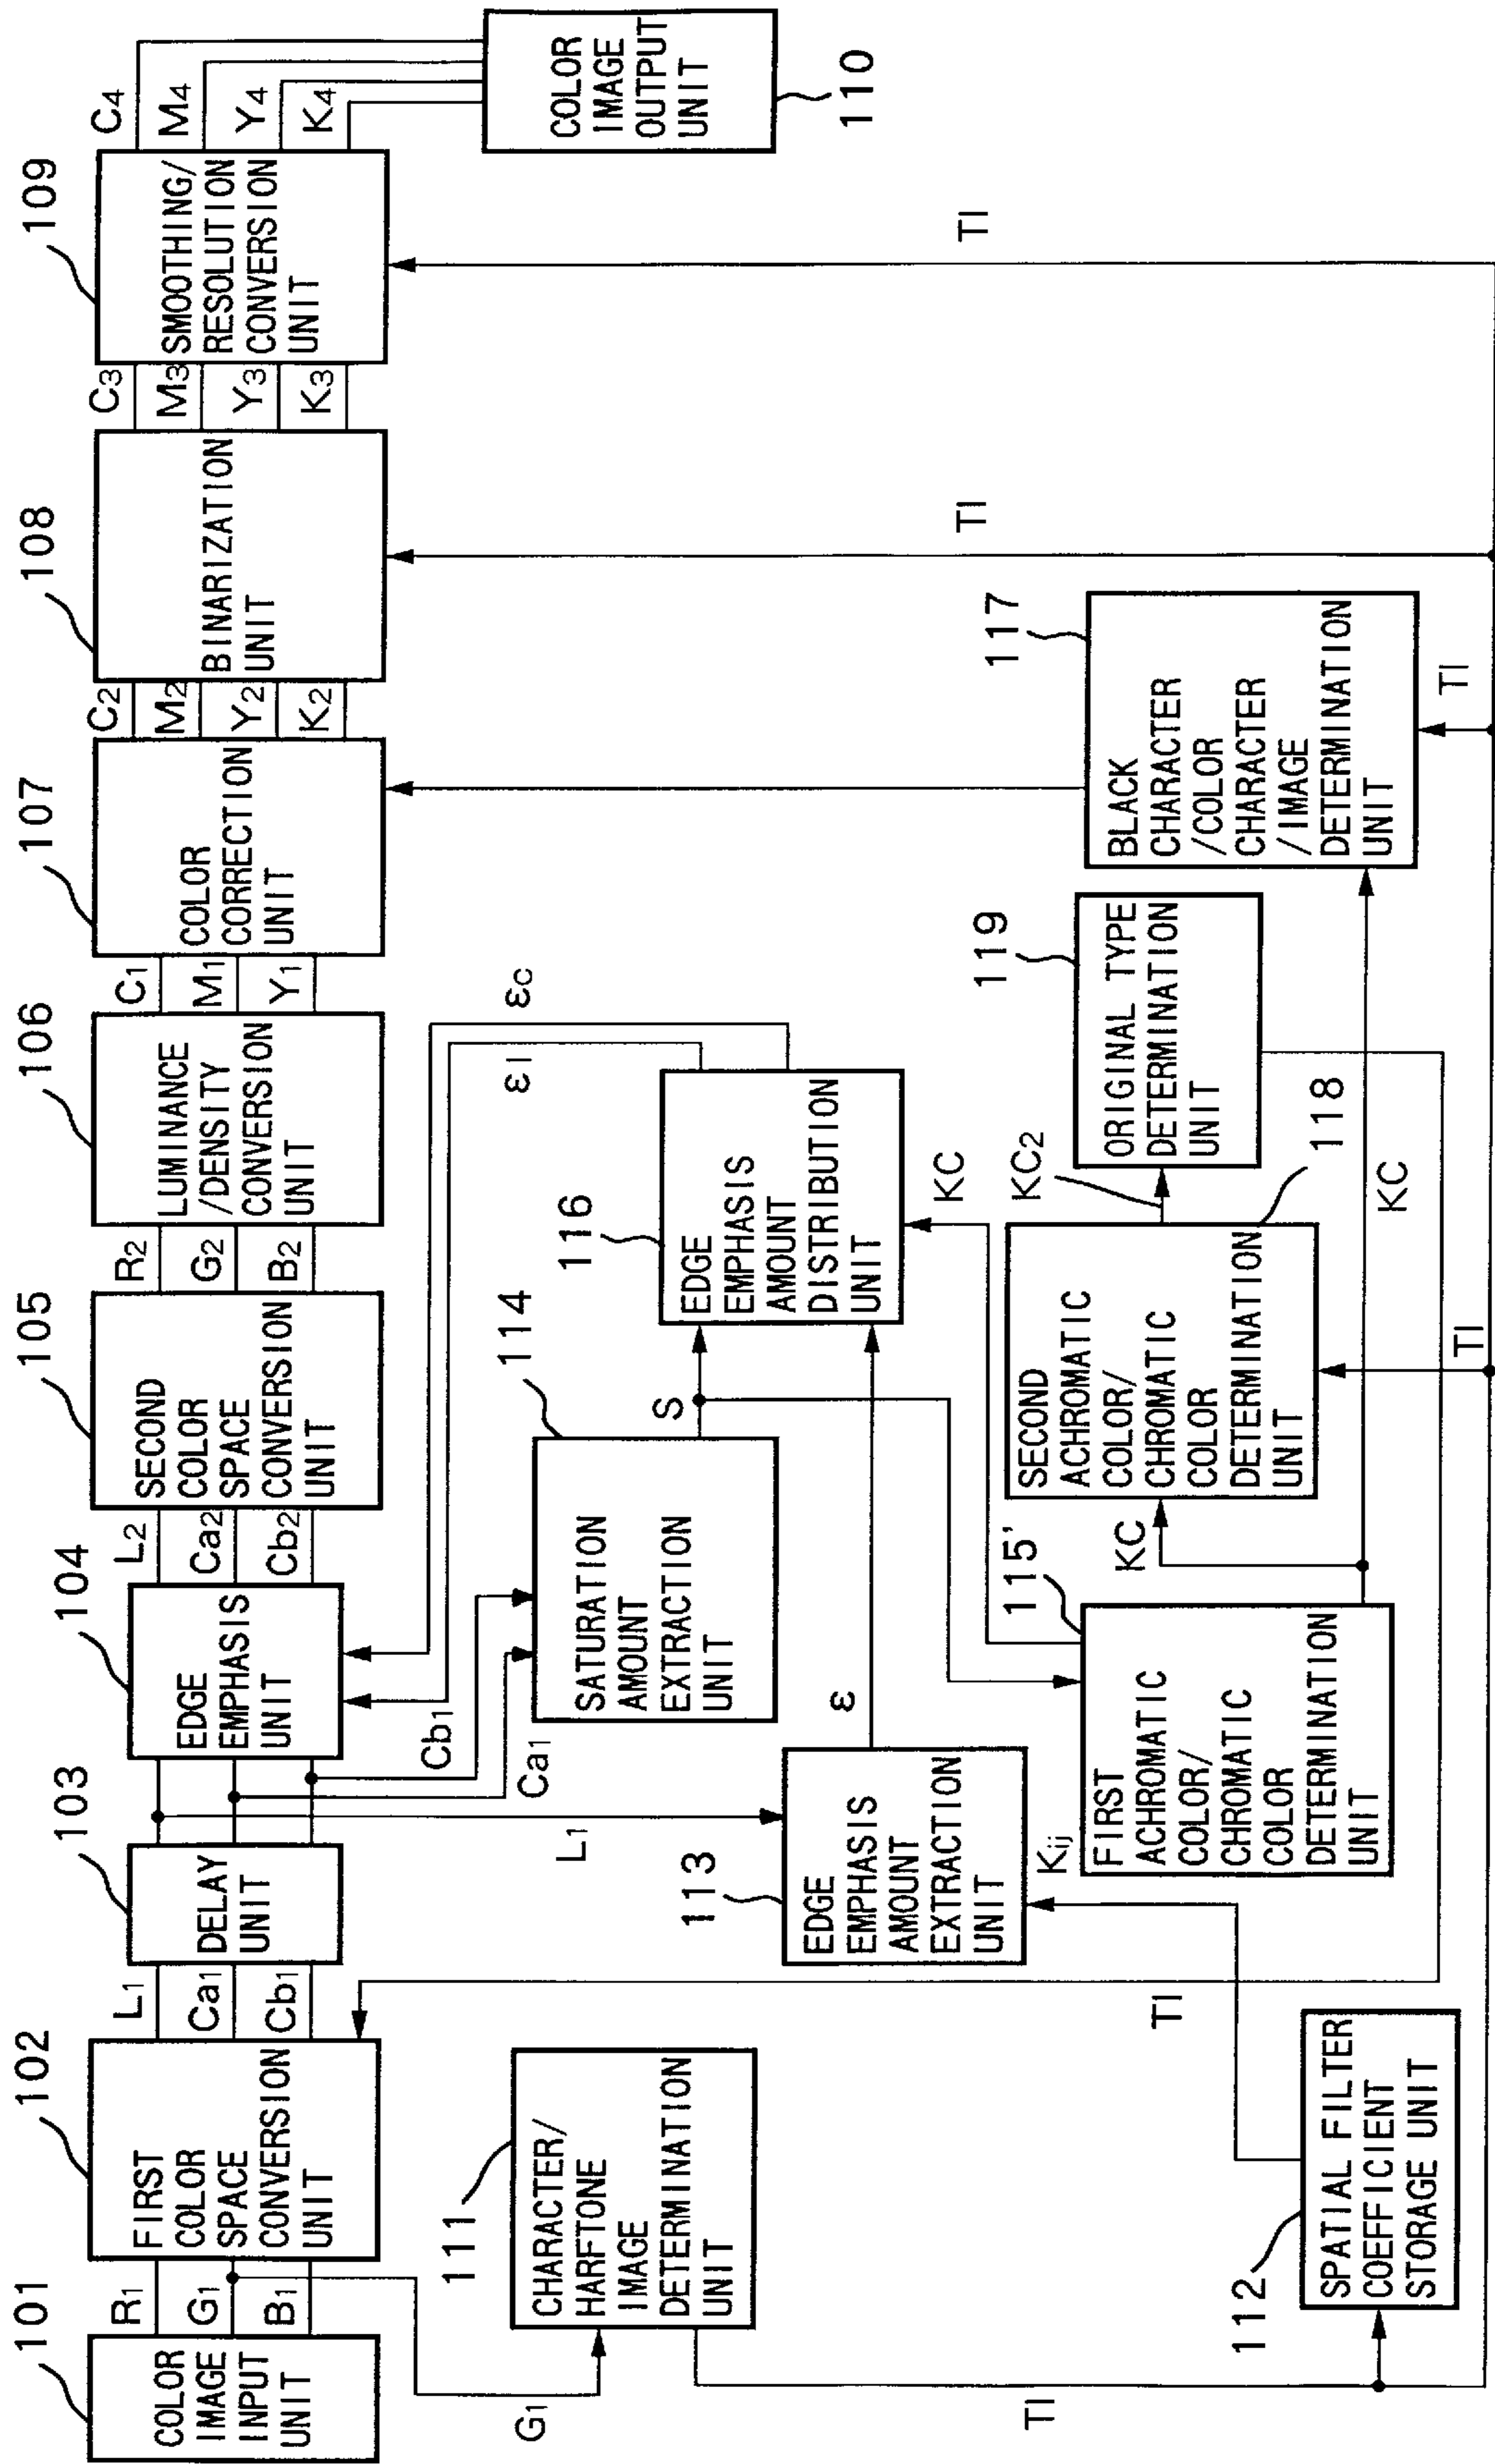 101
COLOR
IMAGE
INPUT
UNIT
R1
G1
B1
102
FIRST
COLOR
SPACE
CONVERSION
UNIT
L1
Ca1
Cb1
103
DELAY
UNIT
104
EDGE
EMPHASIS
UNIT
L2
Ca2
Cb2
105
SECOND
COLOR
SPACE
CONVERSION
UNIT
R2
G2
B2
106
LUMINANCE
/DENSITY
CONVERSION
UNIT
C1
M1
Y1
107
COLOR
CORRECTION
UNIT
C2
M2
Y2
K2
108
BINARIZATION
UNIT
C3
M3
Y3
K3
109
SMOOTHING/
RESOLUTION
CONVERSION
UNIT
C4
M4
Y4
K4
COLOR
IMAGE
OUTPUT
UNIT
110
G1
111
CHARACTER/
HARFTONE
IMAGE
DETERMINATION
UNIT
TI
112
SPATIAL FILTER
COEFFICIENT
STORAGE UNIT
TI
Kij
L1
113
EDGE
EMPHASIS
AMOUNT
EXTRACTION
UNIT
ε
Cb1
Ca1
114
SATURATION
AMOUNT
EXTRACTION
UNIT
S
116
EDGE
EMPHASIS
AMOUNT
DISTRIBUTION
UNIT
εl
εc
KC
115'
FIRST
ACHROMATIC
COLOR/
CHROMATIC
COLOR
DETERMINATION
UNIT
KC
SECOND
ACHROMATIC
COLOR/
CHROMATIC
COLOR
DETERMINATION
UNIT
118
TI
KC2
119
ORIGINAL TYPE
DETERMINATION
UNIT
KC
117
BLACK
CHARACTER
/COLOR
CHARACTER
/IMAGE
DETERMINATION
UNIT
TI
TI
TI